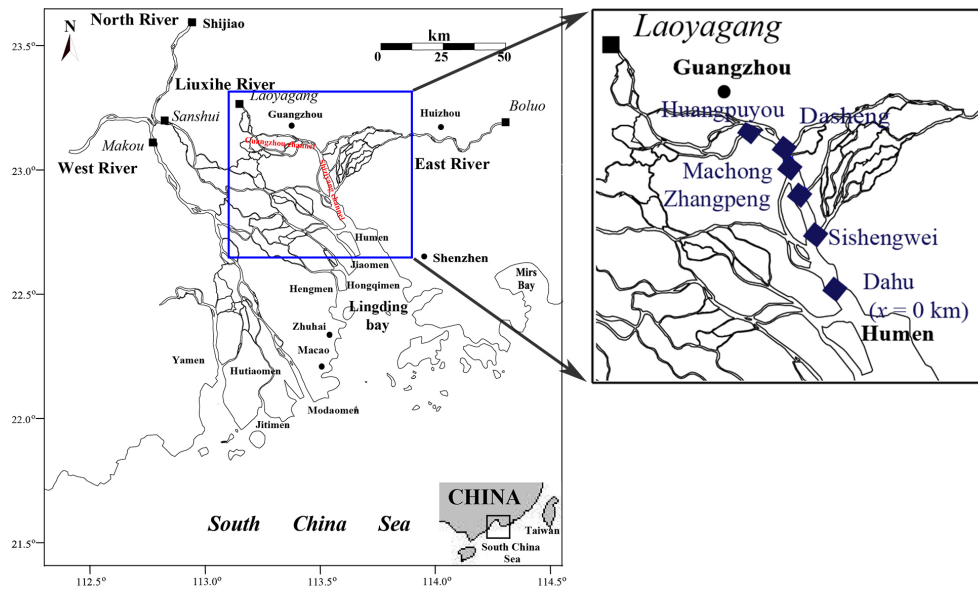 North River
Shijiao
N
km
0 25 50
23.5°
Liuxihe River
Laoyagang
Guangzhou
Huizhou
Boluo
Sanshui
Makou
Guangzhou channel
East River
West River
23.0°
Humen
Shenzhen
Jiaomen
Mirs
Bay
Hongqimen
Hengmen
Lingding
bay
22.5°
Zhuhai
Macao
Yamen
Hutiaomen
Modaomen
Jitimen
22.0°
CHINA
South China Sea
Taiwan
South China
Sea
21.5°
112.5°
113.0°
113.5°
114.0°
114.5°
Laoyagang
Guangzhou
Huangpuyou
Dasheng
Machong
Zhangpeng
Sishengwei
Dahu
(x = 0 km)
Humen